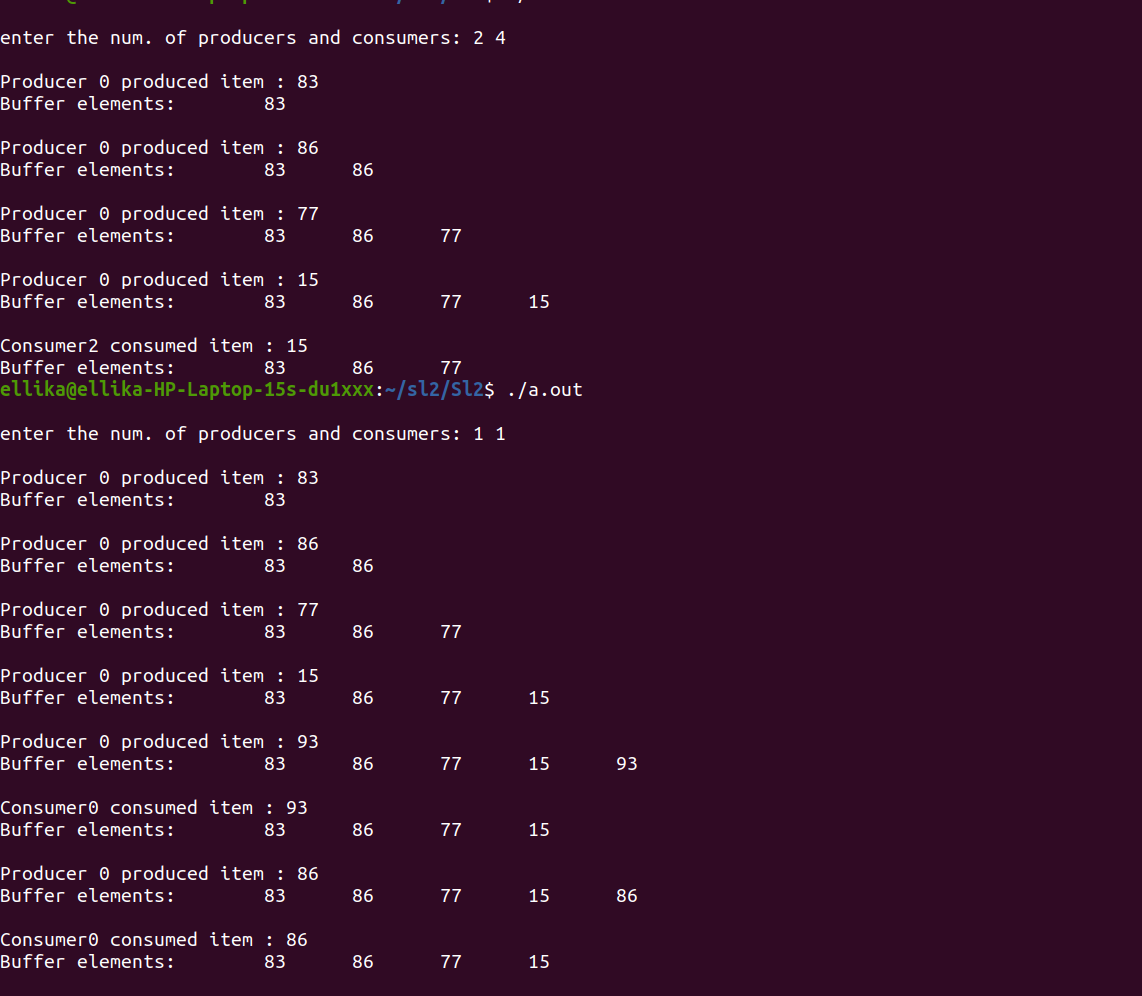 enter the num. of producers and consumers: 2 4
Producer 0 produced item : 83
Buffer elements: 83
Producer 0 produced item : 86
Buffer elements: 83 86
Producer 0 produced item : 77
Buffer elements: 83 86 77
Producer 0 produced item : 15
Buffer elements: 83 86 77 15
Consumer2 consumed item : 15
Buffer elements: 83 86 77
ellika@ellika-HP-Laptop-15s-du1xxx:~/sl2/Sl2$ ./a.out
enter the num. of producers and consumers: 1 1
Producer 0 produced item : 83
Buffer elements: 83
Producer 0 produced item : 86
Buffer elements: 83 86
Producer 0 produced item : 77
Buffer elements: 83 86 77
Producer 0 produced item : 15
Buffer elements: 83 86 77 15
Producer 0 produced item : 93
Buffer elements: 83 86 77 15 93
Consumer0 consumed item : 93
Buffer elements: 83 86 77 15
Producer 0 produced item : 86
Buffer elements: 83 86 77 15 86
Consumer0 consumed item : 86
Buffer elements: 83 86 77 15